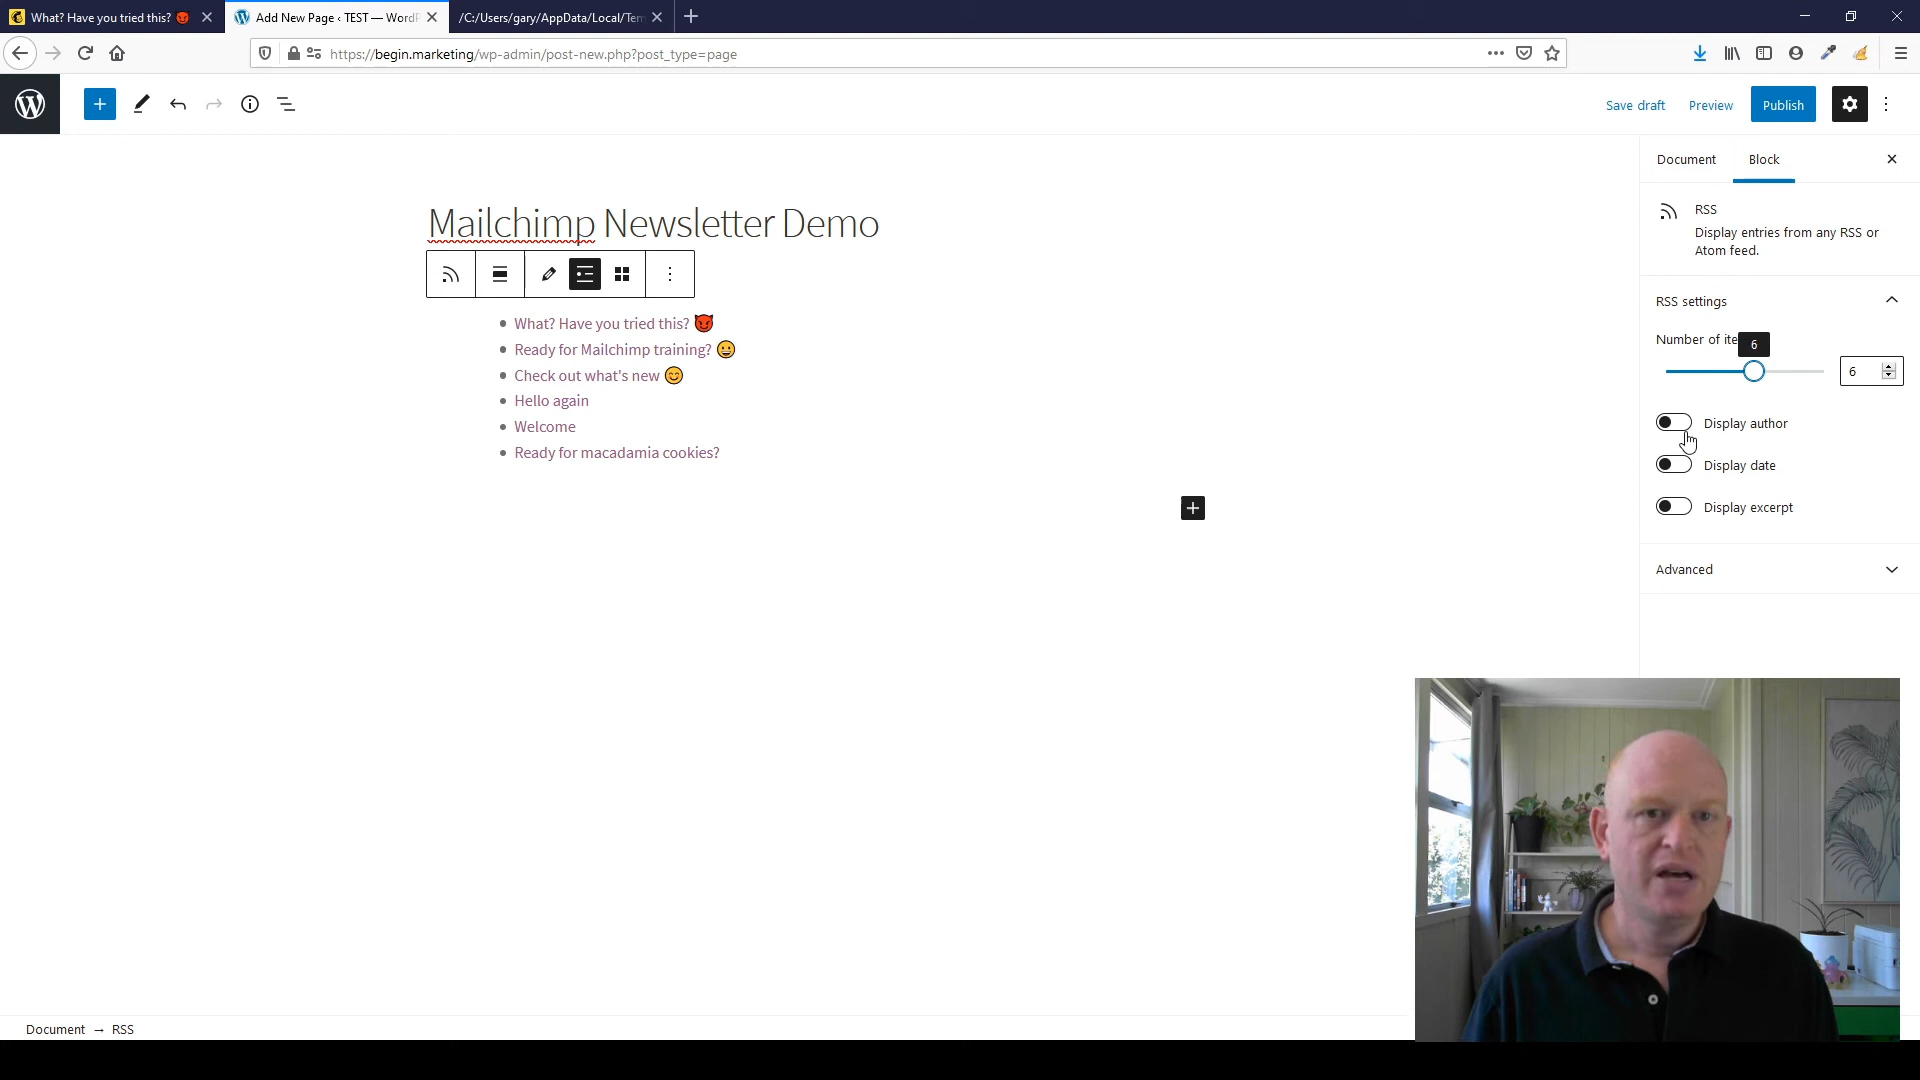 What? Have you tried this? 😈
Add New Page ‹ TEST — WordP
/C:/Users/gary/AppData/Local/Tem
https://begin.marketing/wp-admin/post-new.php?post_type=page
Save draft
Preview
Publish
Document
Block
RSS
Display entries from any RSS or
Atom feed.
Mailchimp Newsletter Demo
RSS settings
Number of ite
6
6
What? Have you tried this? 😈
Ready for Mailchimp training? 😀
Check out what's new 😊
Hello again
Welcome
Ready for macadamia cookies?
Display author
Display date
Display excerpt
Advanced
Document → RSS